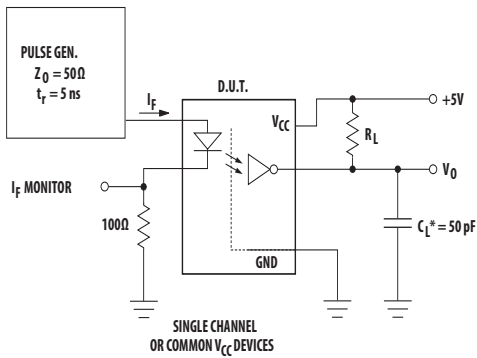 PULSE GEN.
Z0 = 50Ω
tr = 5 ns
IF
D.U.T.
VCC
+5V
RL
IF MONITOR
VO
100Ω
CL* = 50 pF
GND
SINGLE CHANNEL
OR COMMON VCC DEVICES